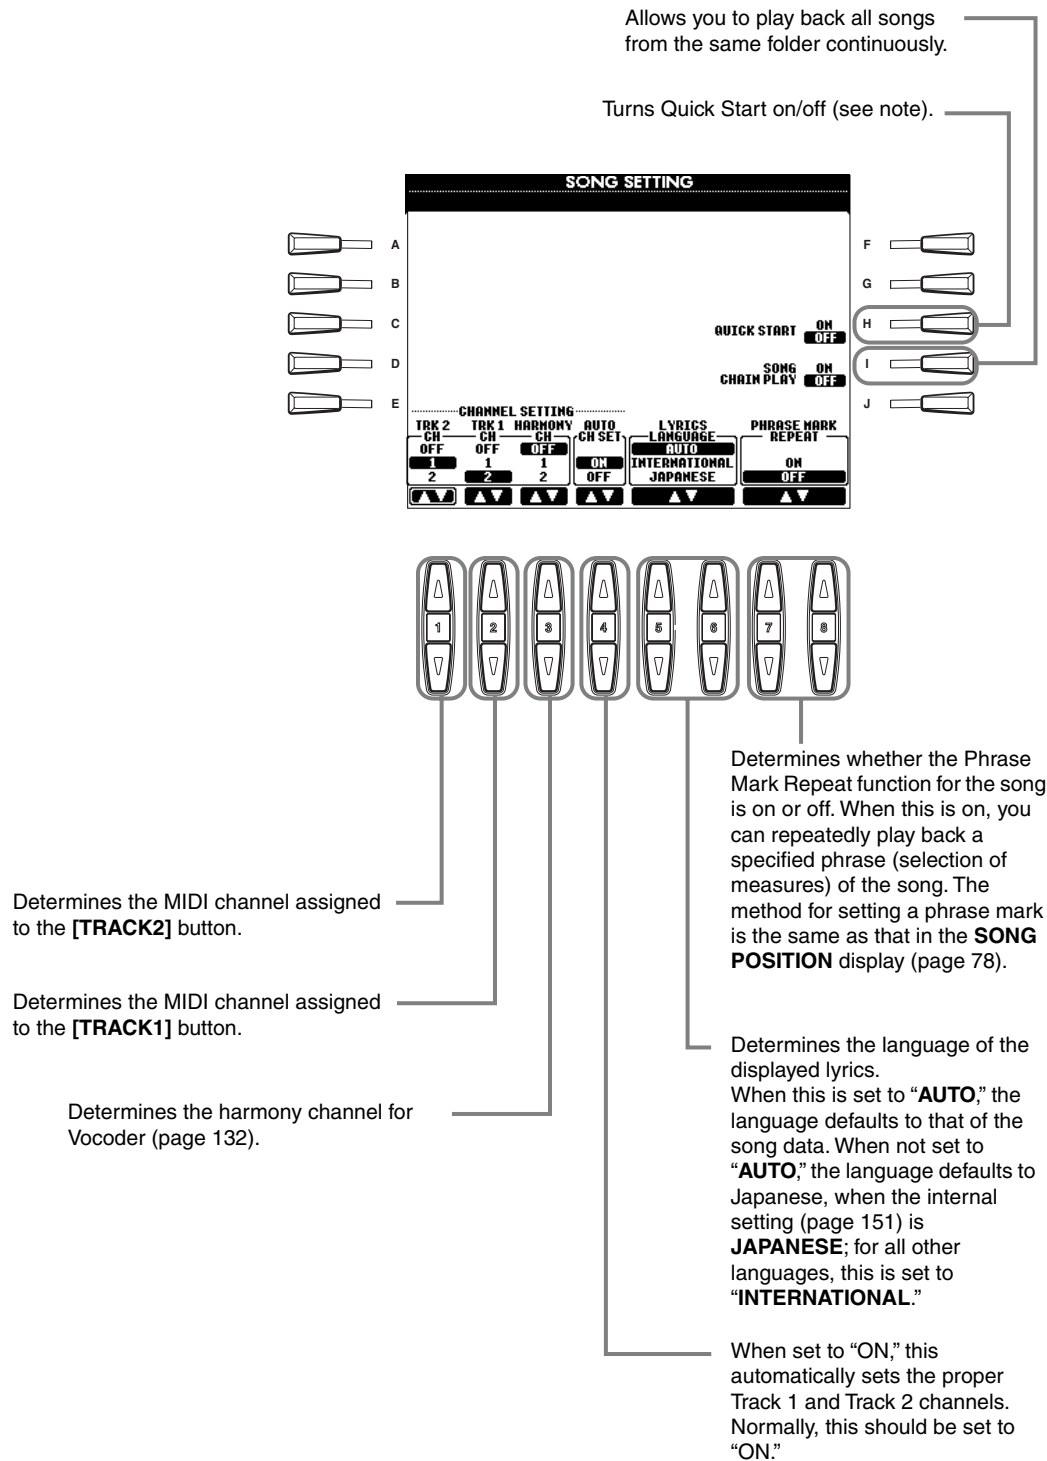 Allows you to play back all songs
from the same folder continuously.
Turns Quick Start on/off (see note).
SONG SETTING
A
B
C
D
E
F
G
H
I
J
QUICK START ON
OFF
SONG ON
CHAIN PLAY OFF
CHANNEL SETTING
TRK 2 TRK 1 HARMONY AUTO LYRICS PHRASE MARK
CH CH CH CH SET LANGUAGE REPEAT
OFF OFF OFF AUTO
1 1 1 ON INTERNATIONAL ON
2 2 2 OFF JAPANESE OFF
1 2 3 4 5 6 7 8
Determines whether the Phrase
Mark Repeat function for the song
is on or off. When this is on, you
can repeatedly play back a
specified phrase (selection of
measures) of the song. The
method for setting a phrase mark
is the same as that in the SONG
POSITION display (page 78).
Determines the MIDI channel assigned
to the [TRACK2] button.
Determines the MIDI channel assigned
to the [TRACK1] button.
Determines the harmony channel for
Vocoder (page 132).
Determines the language of the
displayed lyrics.
When this is set to “AUTO,” the
language defaults to that of the
song data. When not set to
“AUTO,” the language defaults to
Japanese, when the internal
setting (page 151) is
JAPANESE; for all other
languages, this is set to
“INTERNATIONAL.”
When set to “ON,” this
automatically sets the proper
Track 1 and Track 2 channels.
Normally, this should be set to
“ON.”